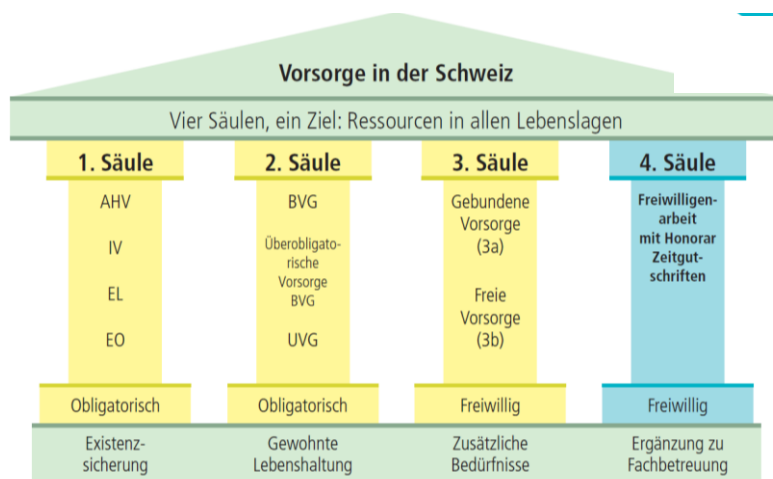 Vorsorge in der Schweiz
Vier Säulen, ein Ziel: Ressourcen in allen Lebenslagen
1. Säule
AHV
IV
EL
EO
Obligatorisch
Existenz-
sicherung
2. Säule
BVG
Überobligato-
rische
Vorsorge
BVG
UVG
Obligatorisch
Gewohnte
Lebenshaltung
3. Säule
Gebundene
Vorsorge
(3a)
Freie
Vorsorge
(3b)
Freiwillig
Zusätzliche
Bedürfnisse
4. Säule
Freiwilligen-
arbeit
mit Honorar
Zeitgut-
schriften
Freiwillig
Ergänzung zu
Fachbetreuung